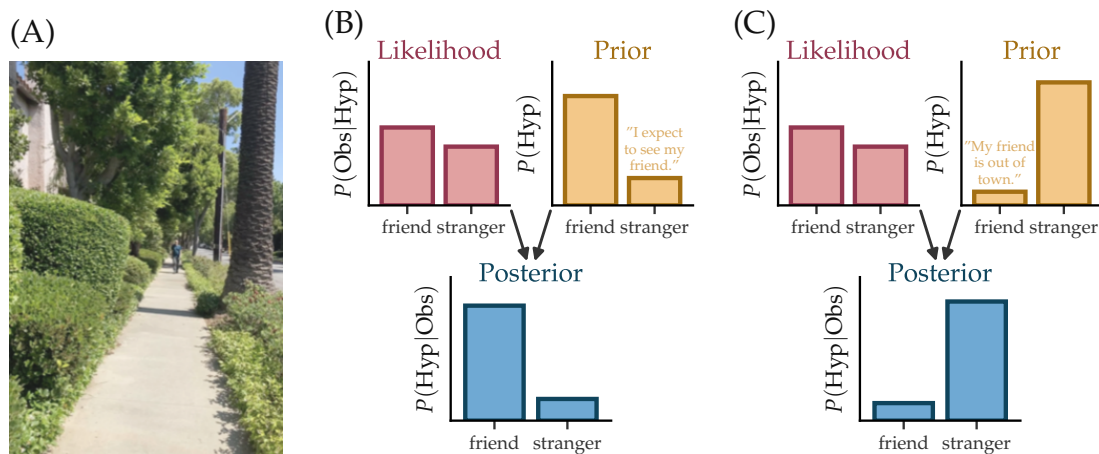 (A)
(B)
Likelihood
P(Obs|Hyp)
friend stranger
Prior
P(Hyp)
"I expect
to see my
friend."
friend stranger
Posterior
P(Hyp|Obs)
friend stranger
(C)
Likelihood
P(Obs|Hyp)
friend stranger
Prior
P(Hyp)
"My friend
is out of
town."
friend stranger
Posterior
P(Hyp|Obs)
friend stranger